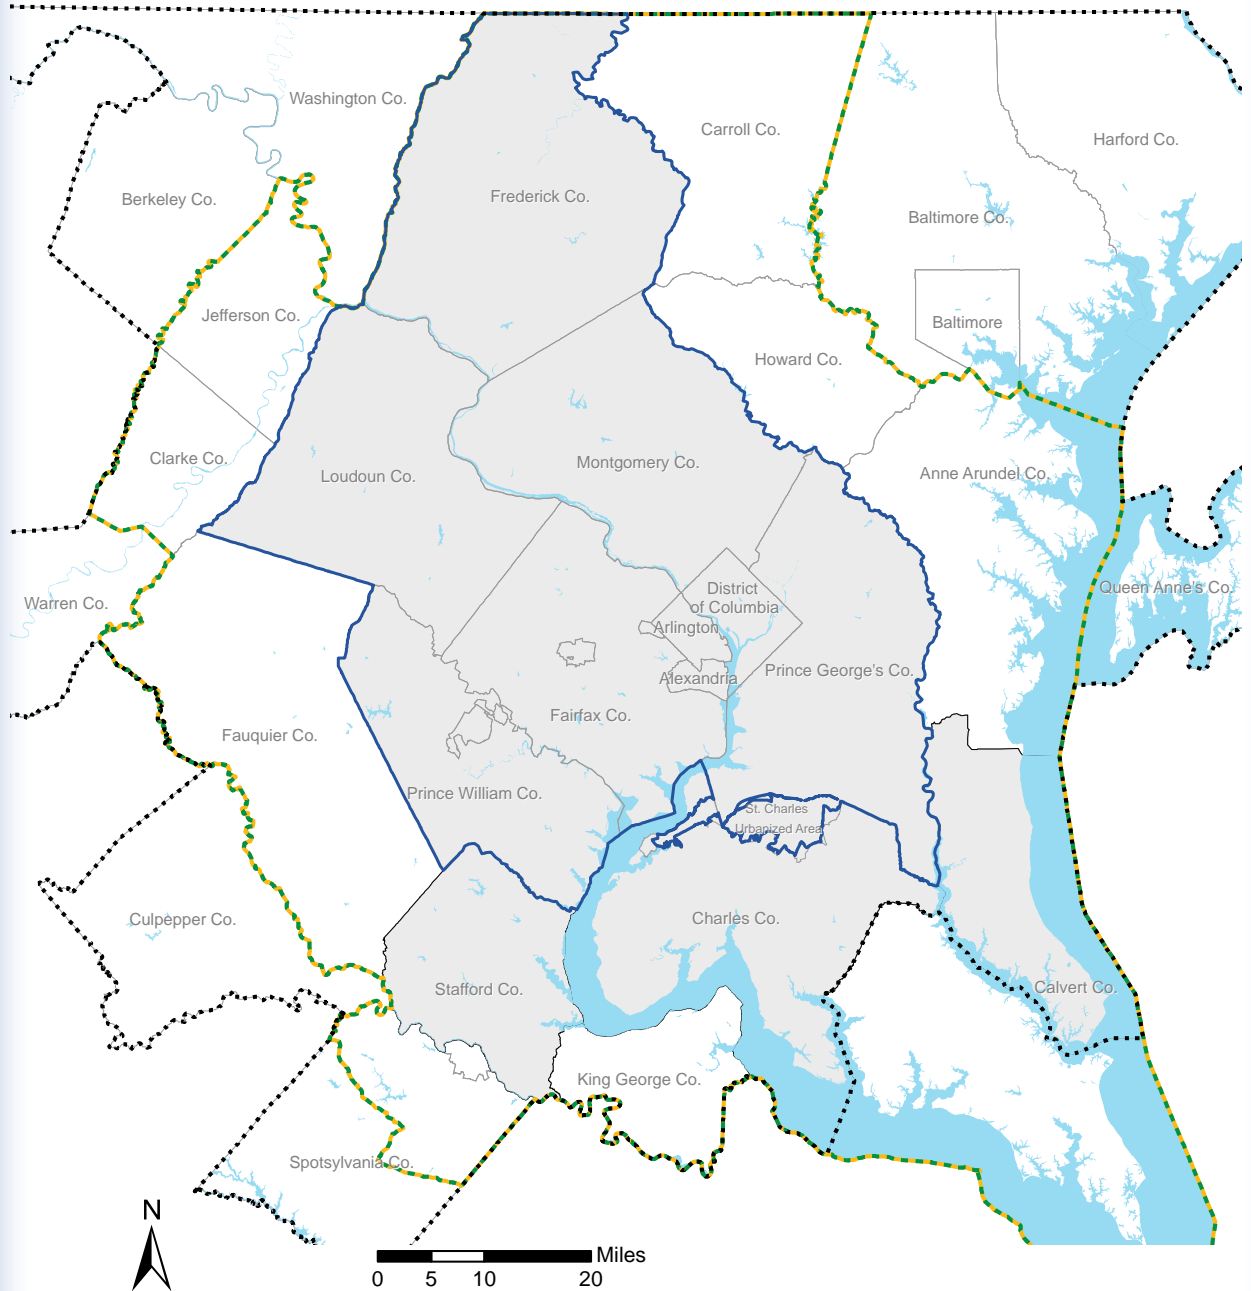 Washington Co.
Carroll Co.
Harford Co.
Berkeley Co.
Frederick Co.
Baltimore Co.
Jefferson Co.
Baltimore
Howard Co.
Clarke Co.
Loudoun Co.
Montgomery Co.
Anne Arundel Co.
District
of Columbia
Queen Anne's Co.
Warren Co.
Arlington
Alexandria
Prince George's Co.
Fairfax Co.
Fauquier Co.
Prince William Co.
St. Charles
Urbanized Area
Culpepper Co.
Charles Co.
Stafford Co.
Calvert Co.
King George Co.
Spotsylvania Co.
N
Miles
0 5 10 20